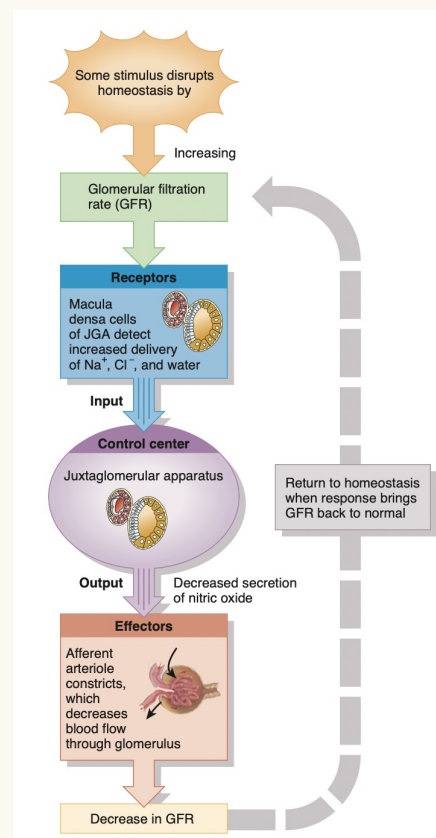 Some stimulus disrupts
homeostasis by
Increasing
Glomerular filtration
rate (GFR)
Receptors
Macula
densa cells
of JGA detect
increased delivery
of Na⁺, Cl⁻, and water
Input
Control center
Juxtaglomerular apparatus
Return to homeostasis
when response brings
GFR back to normal
Output
Decreased secretion
of nitric oxide
Effectors
Afferent
arteriole
constricts,
which
decreases
blood flow
through glomerulus
Decrease in GFR